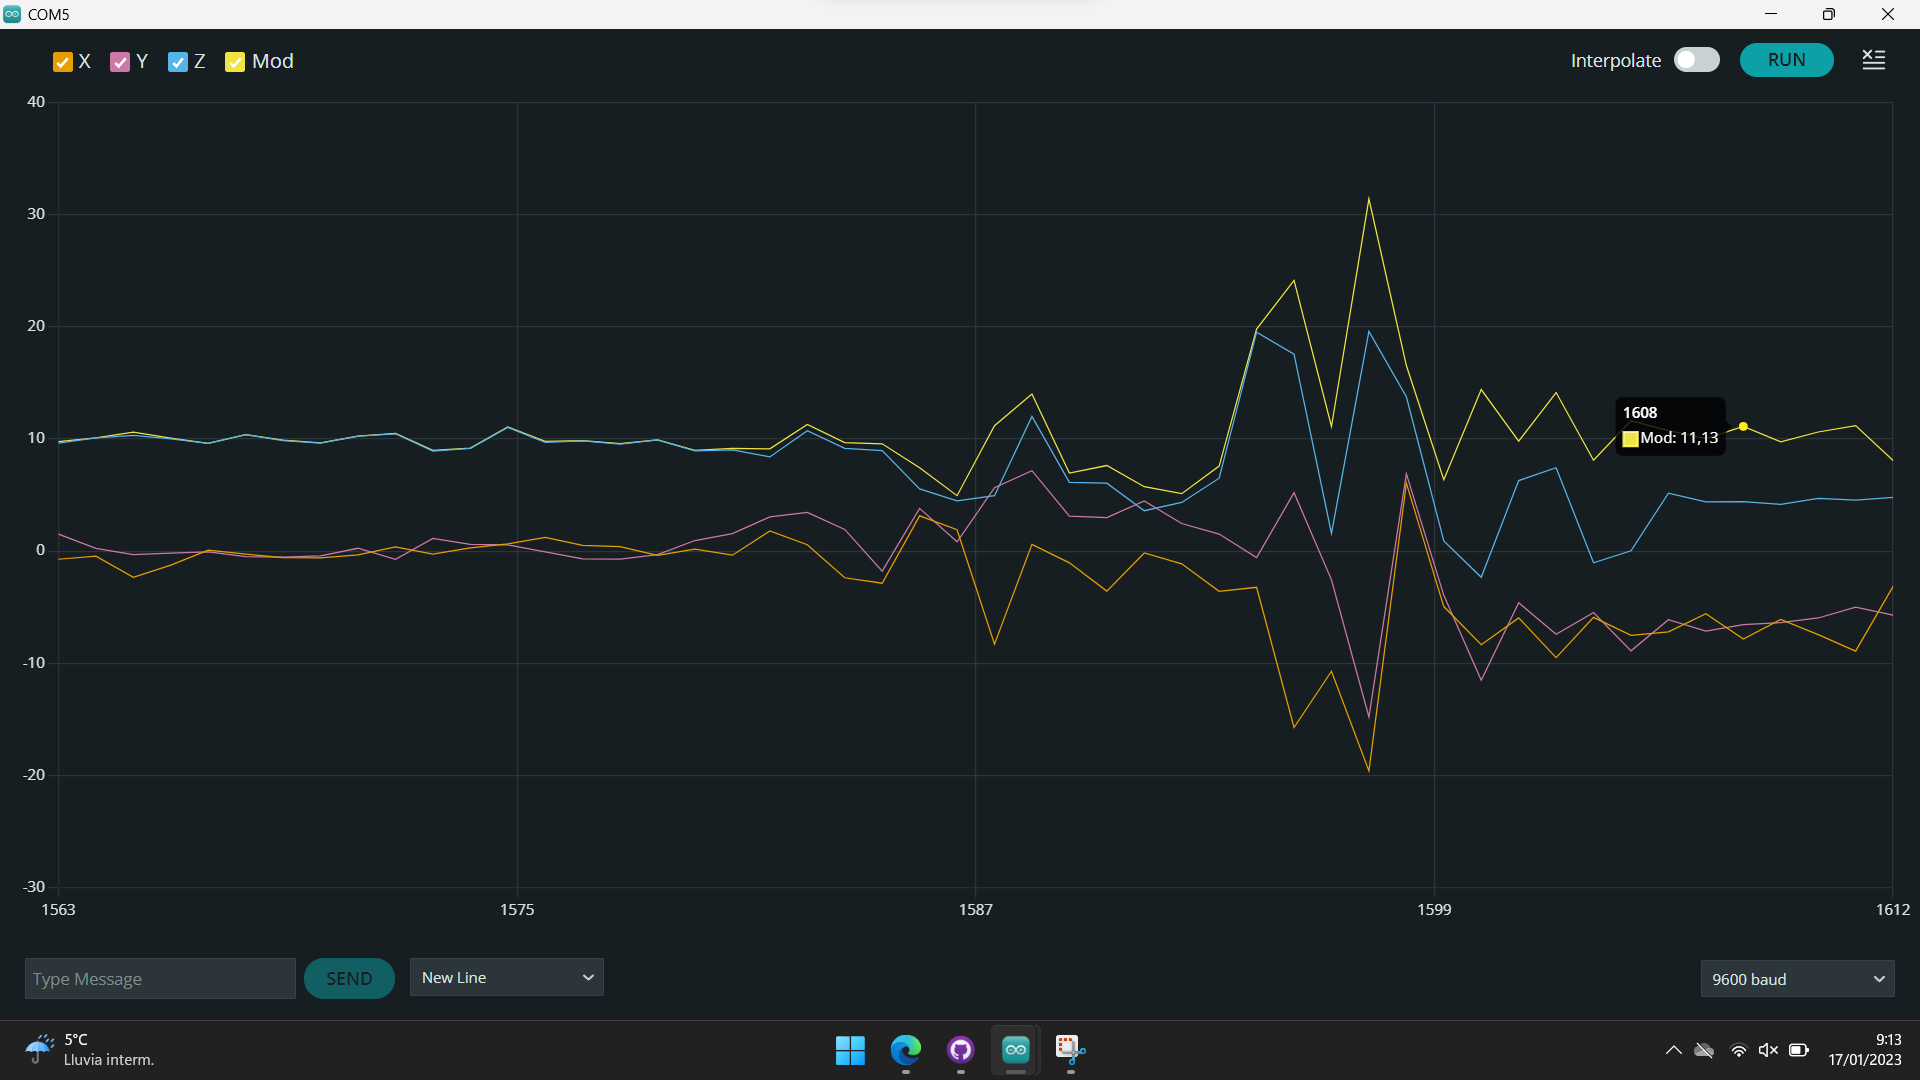 COM5
X Y Z Mod
Interpolate RUN
40
30
20
10
0
-10
-20
-30
1608
Mod: 11,13
1563 1575 1587 1599 1612
Type Message SEND New Line 9600 baud
5°C
Lluvia interm.
9:13
17/01/2023